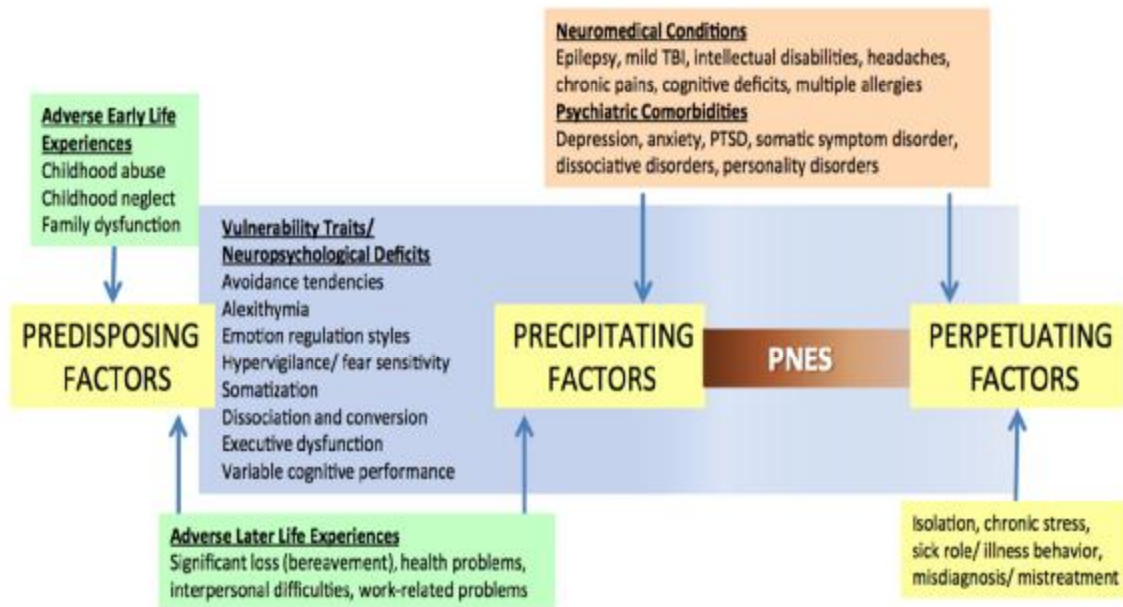 Neuromedical Conditions
Epilepsy, mild TBI, intellectual disabilities, headaches,
chronic pains, cognitive deficits, multiple allergies
Psychiatric Comorbidities
Depression, anxiety, PTSD, somatic symptom disorder,
dissociative disorders, personality disorders
Adverse Early Life
Experiences
Childhood abuse
Childhood neglect
Family dysfunction
Vulnerability Traits/
Neuropsychological Deficits
Avoidance tendencies
Alexithymia
Emotion regulation styles
Hypervigilance/ fear sensitivity
Somatization
Dissociation and conversion
Executive dysfunction
Variable cognitive performance
PREDISPOSING
FACTORS
PRECIPITATING
FACTORS
PNES
PERPETUATING
FACTORS
Adverse Later Life Experiences
Significant loss (bereavement), health problems,
interpersonal difficulties, work-related problems
Isolation, chronic stress,
sick role/ illness behavior,
misdiagnosis/ mistreatment